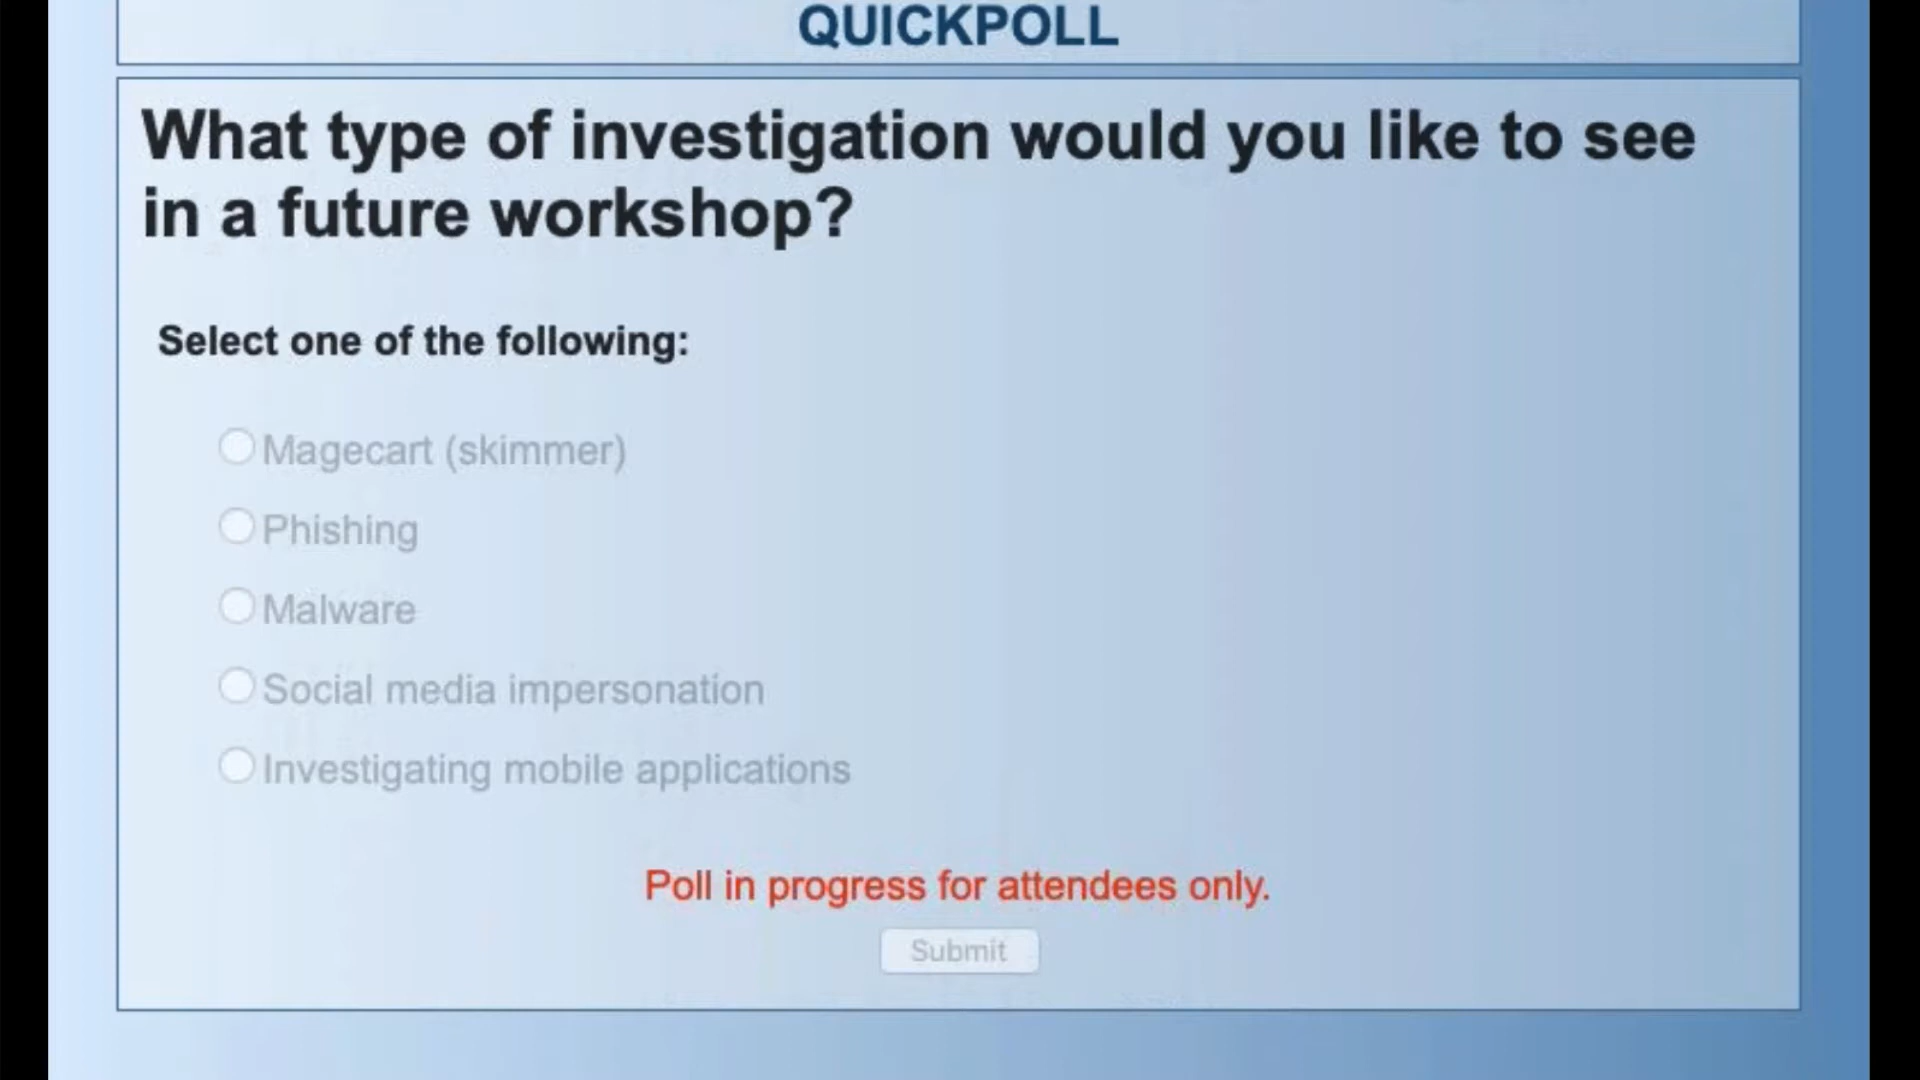 QUICKPOLL
What type of investigation would you like to see
in a future workshop?
Select one of the following:
Magecart (skimmer)
Phishing
Malware
Social media impersonation
Investigating mobile applications
Poll in progress for attendees only.
Submit